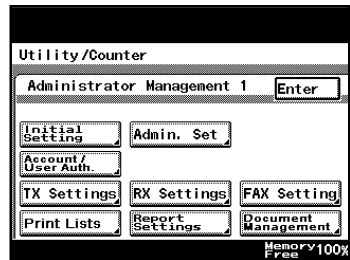 Utility/Counter
Administrator Management 1 Enter
Initial Setting
Admin. Set
Account/ User Auth.
TX Settings RX Settings FAX Setting
Print Lists
Report Settings
Document Management
Memory Free 100%